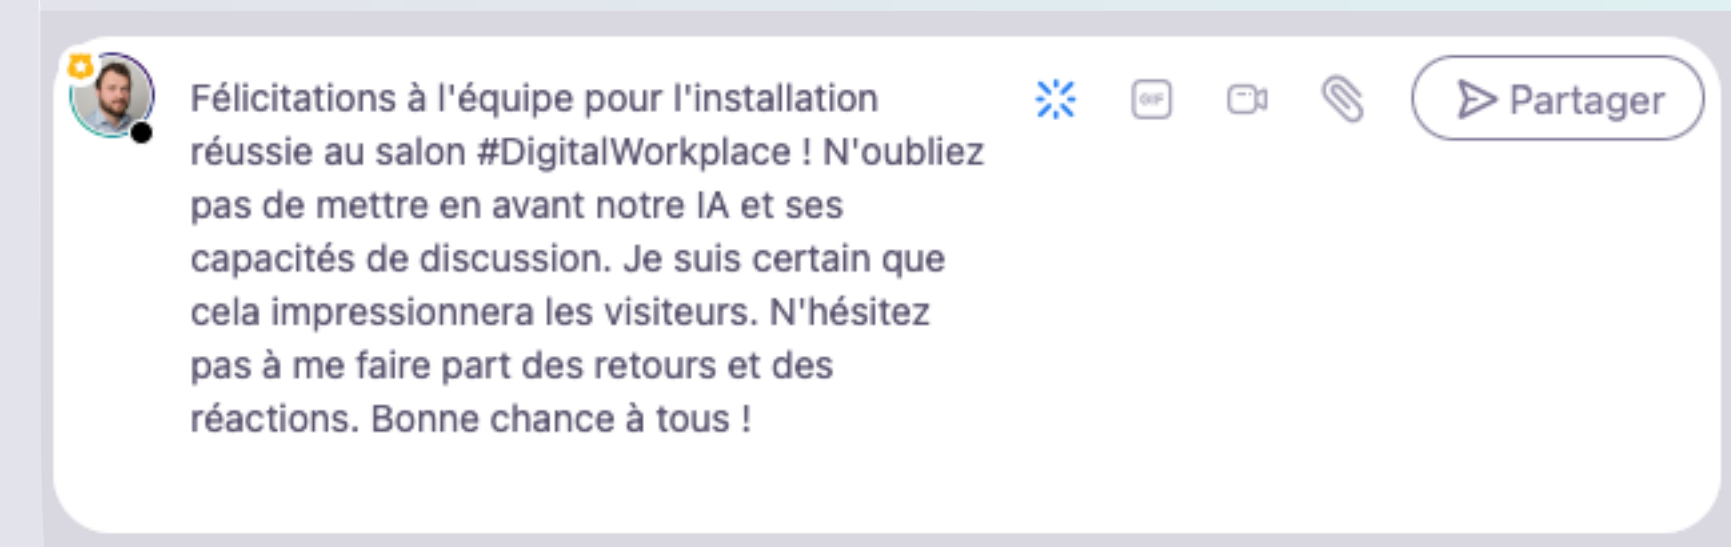 Félicitations à l'équipe pour l'installation
réussie au salon #DigitalWorkplace ! N'oubliez
pas de mettre en avant notre IA et ses
capacités de discussion. Je suis certain que
cela impressionnera les visiteurs. N'hésitez
pas à me faire part des retours et des
réactions. Bonne chance à tous !
GIF
Partager